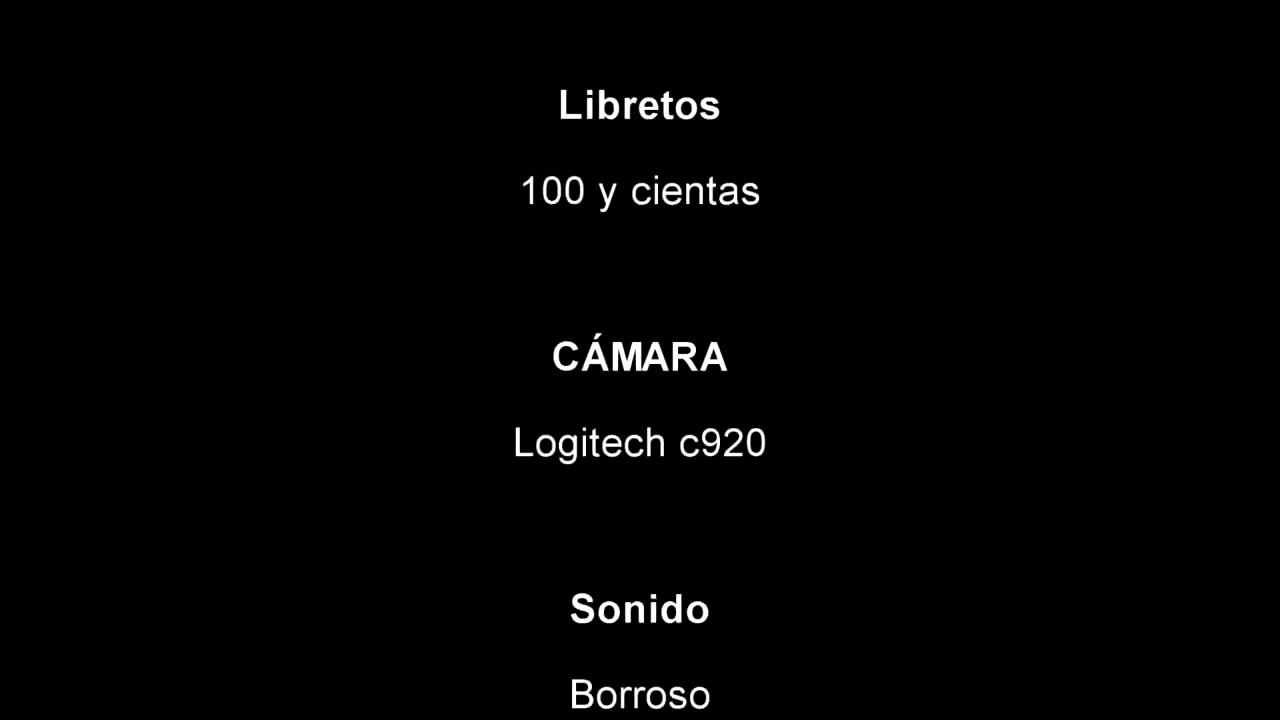 Libretos
100 y cientas
CÁMARA
Logitech c920
Sonido
Borroso